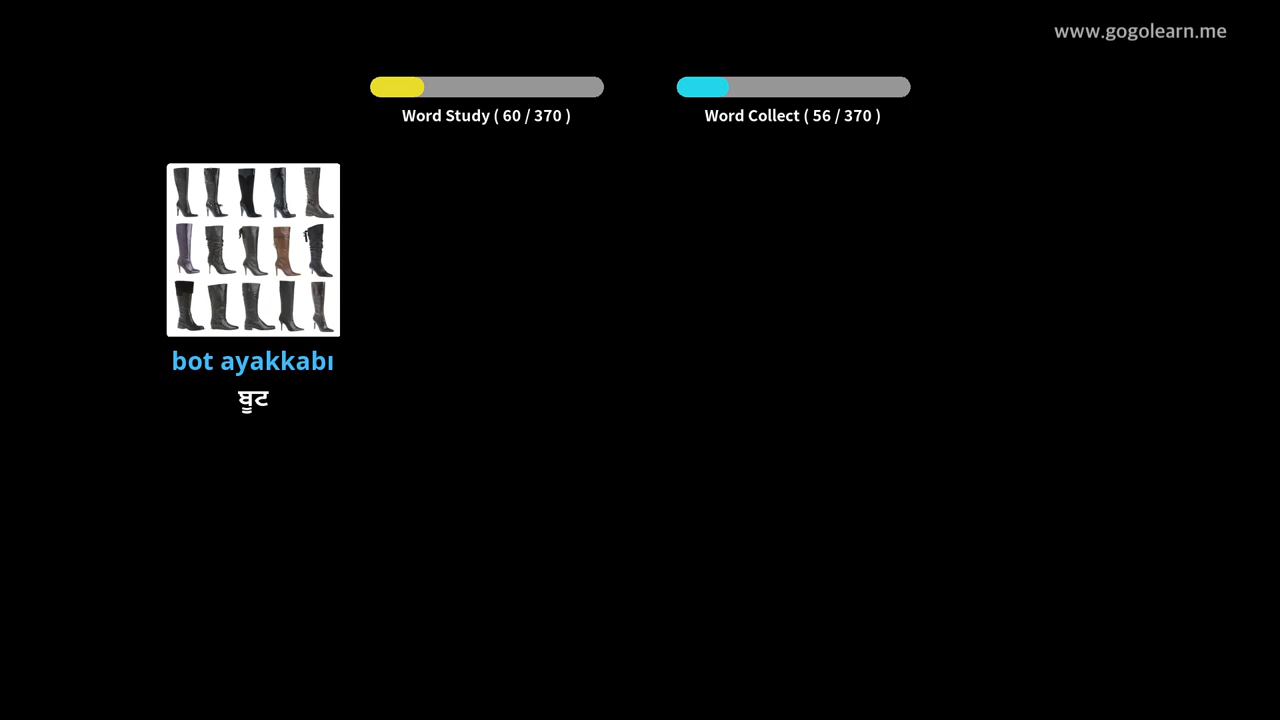 www.gogolearn.me
Word Study ( 60 / 370 )
Word Collect ( 56 / 370 )
bot ayakkabı
ਬੂਟ